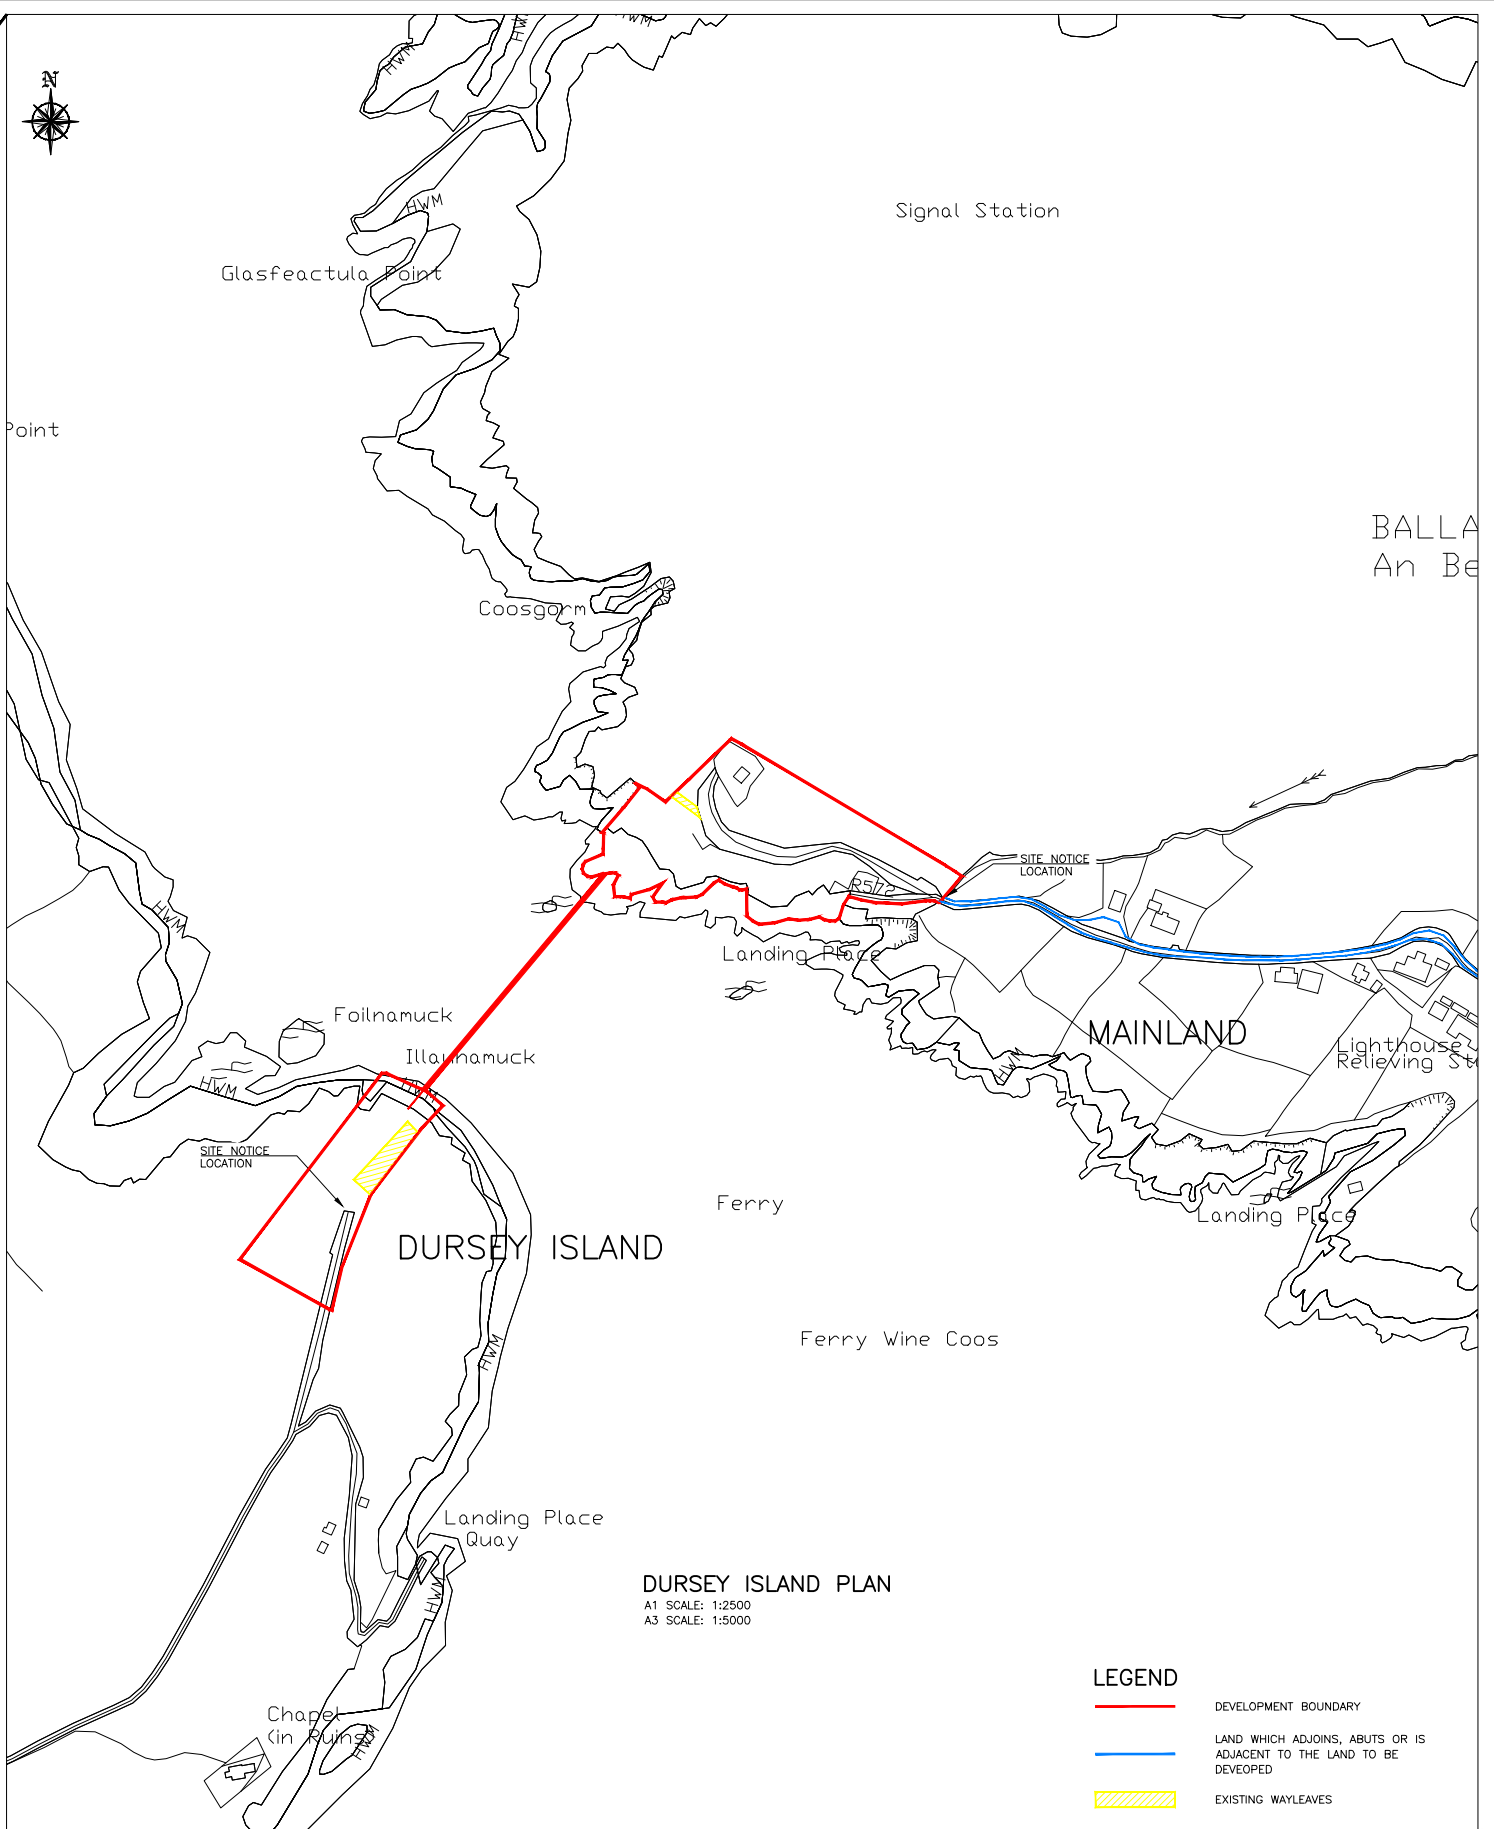 HWM
HWM
HWM
N
HWM
Signal Station
Glasfeactula Point
Point
BALLA
An Be
Coosgorm
SITE NOTICE
LOCATION
R572
HWM
Landing Place
Foilnamuck
MAINLAND
Illaunamuck
Lighthouse
Relieving Sta
HWM
HWM
HWM
SITE NOTICE
LOCATION
Ferry
Landing Place
DURSEY ISLAND
Ferry Wine Coos
HWM
Landing Place
Quay
DURSEY ISLAND PLAN
A1 SCALE: 1:2500
A3 SCALE: 1:5000
HWM
LEGEND
DEVELOPMENT BOUNDARY
Chapel
(in Ruins)
HWM
LAND WHICH ADJOINS, ABUTS OR IS
ADJACENT TO THE LAND TO BE
DEVEOPED
EXISTING WAYLEAVES